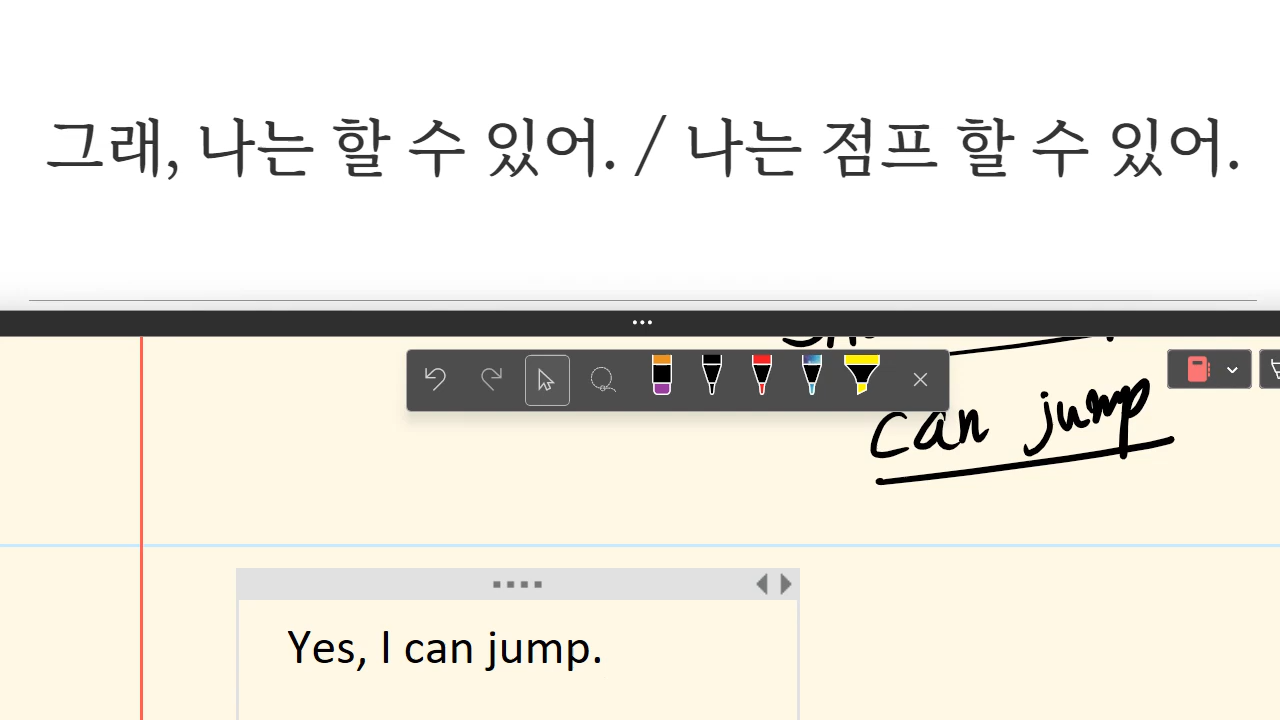 그래, 나는 할 수 있어. / 나는 점프 할 수 있어.
can jump
Yes, I can jump.